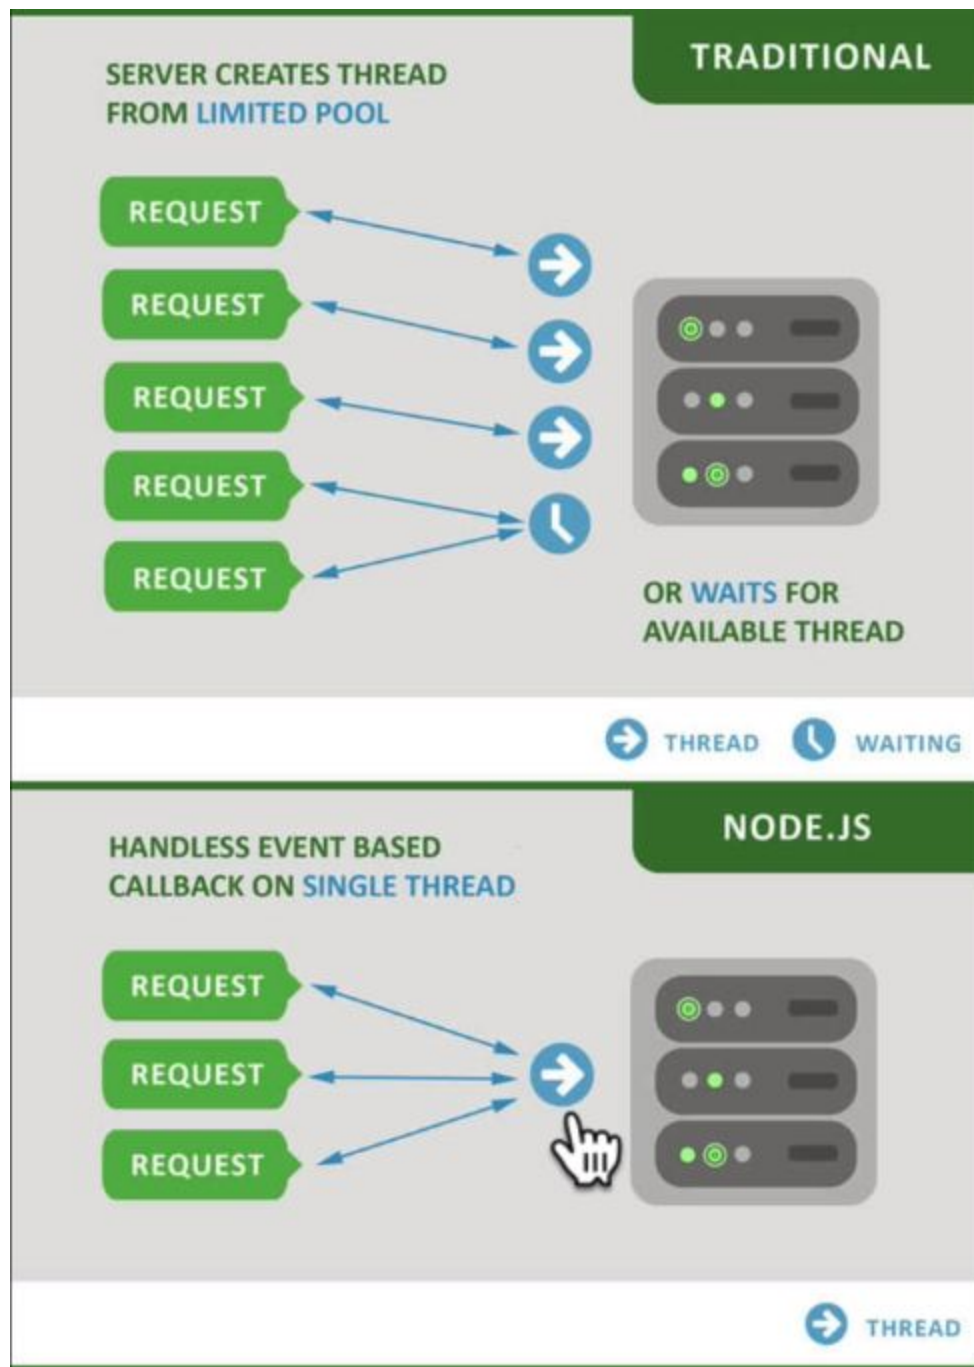 TRADITIONAL
SERVER CREATES THREAD
FROM LIMITED POOL
REQUEST
REQUEST
REQUEST
REQUEST
REQUEST
OR WAITS FOR
AVAILABLE THREAD
THREAD
WAITING
NODE.JS
HANDLESS EVENT BASED
CALLBACK ON SINGLE THREAD
REQUEST
REQUEST
REQUEST
THREAD